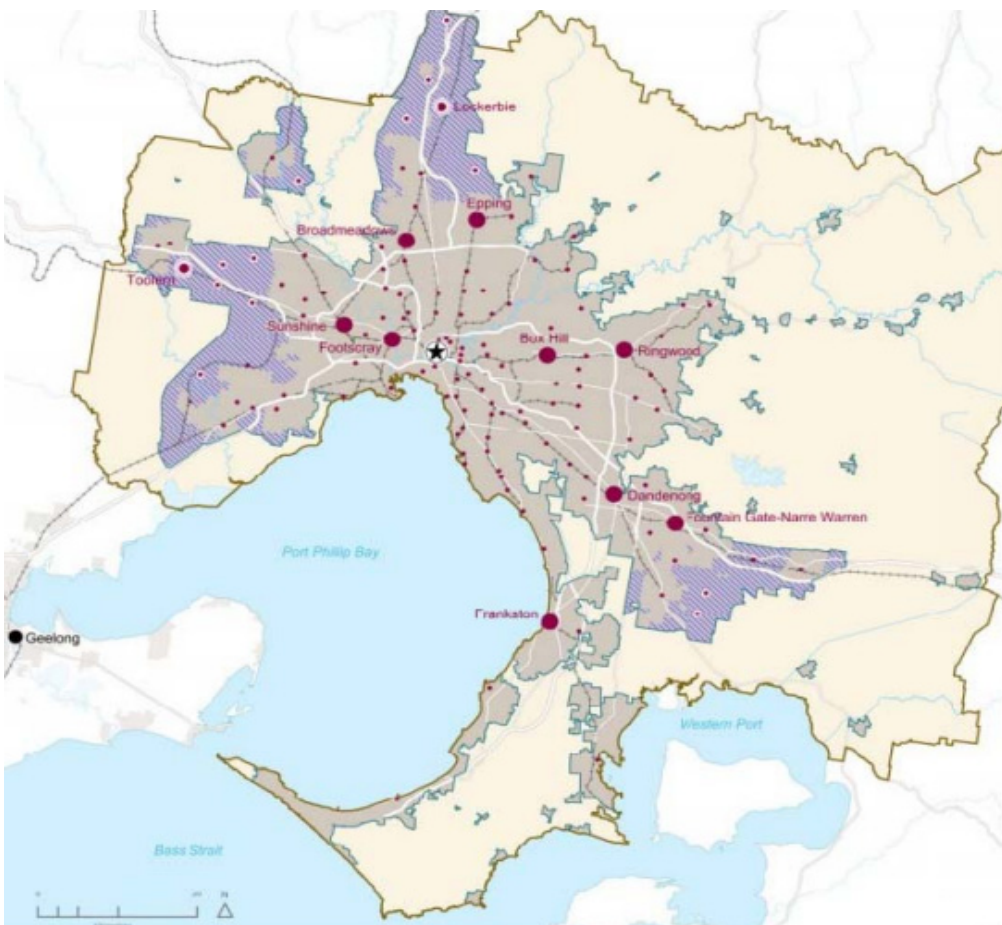 Lockerbie
Epping
Broadmeadows
Toolern
Sunshine
Footscray
Box Hill
Ringwood
Dandenong
Fountain Gate-Narre Warren
Port Phillip Bay
Frankston
Geelong
Western Port
Bass Strait
N